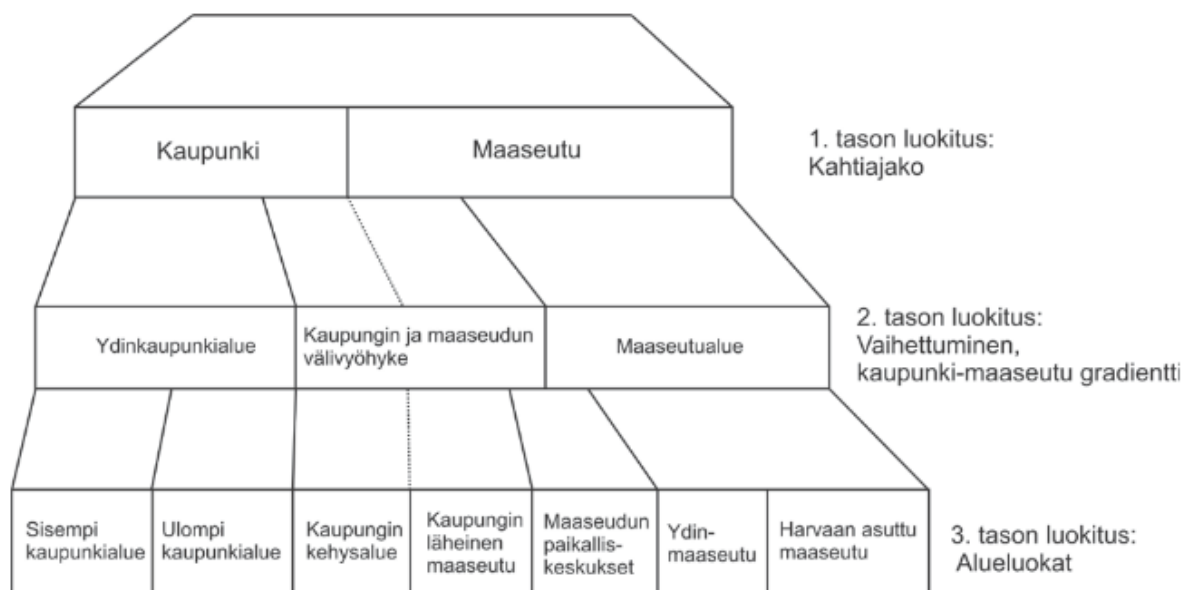 Kaupunki
Maaseutu
1. tason luokitus:
Kahtiajako
Ydinkaupunkialue
Kaupungin ja maaseudun
välivyöhyke
Maaseutualue
2. tason luokitus:
Vaihettuminen,
kaupunki-maaseutu gradientti
Sisempi
kaupunkialue
Ulompi
kaupunkialue
Kaupungin
kehysalue
Kaupungin
läheinen
maaseutu
Maaseudun
paikallis-
keskukset
Ydin-
maaseutu
Harvaan asuttu
maaseutu
3. tason luokitus:
Alueluokat